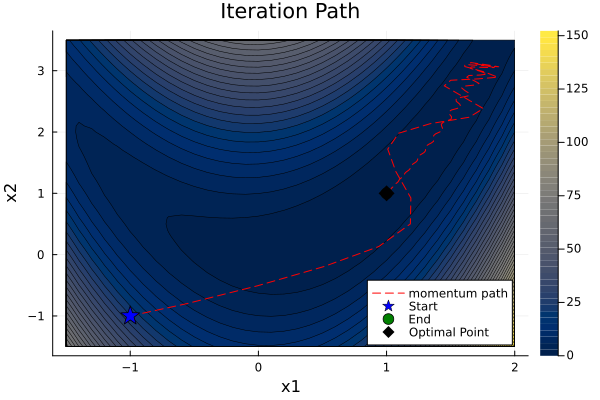 Iteration Path
3
2
1
0
−1
x2
−1
0
1
2
x1
momentum path
Start
End
Optimal Point
150
125
100
75
50
25
0